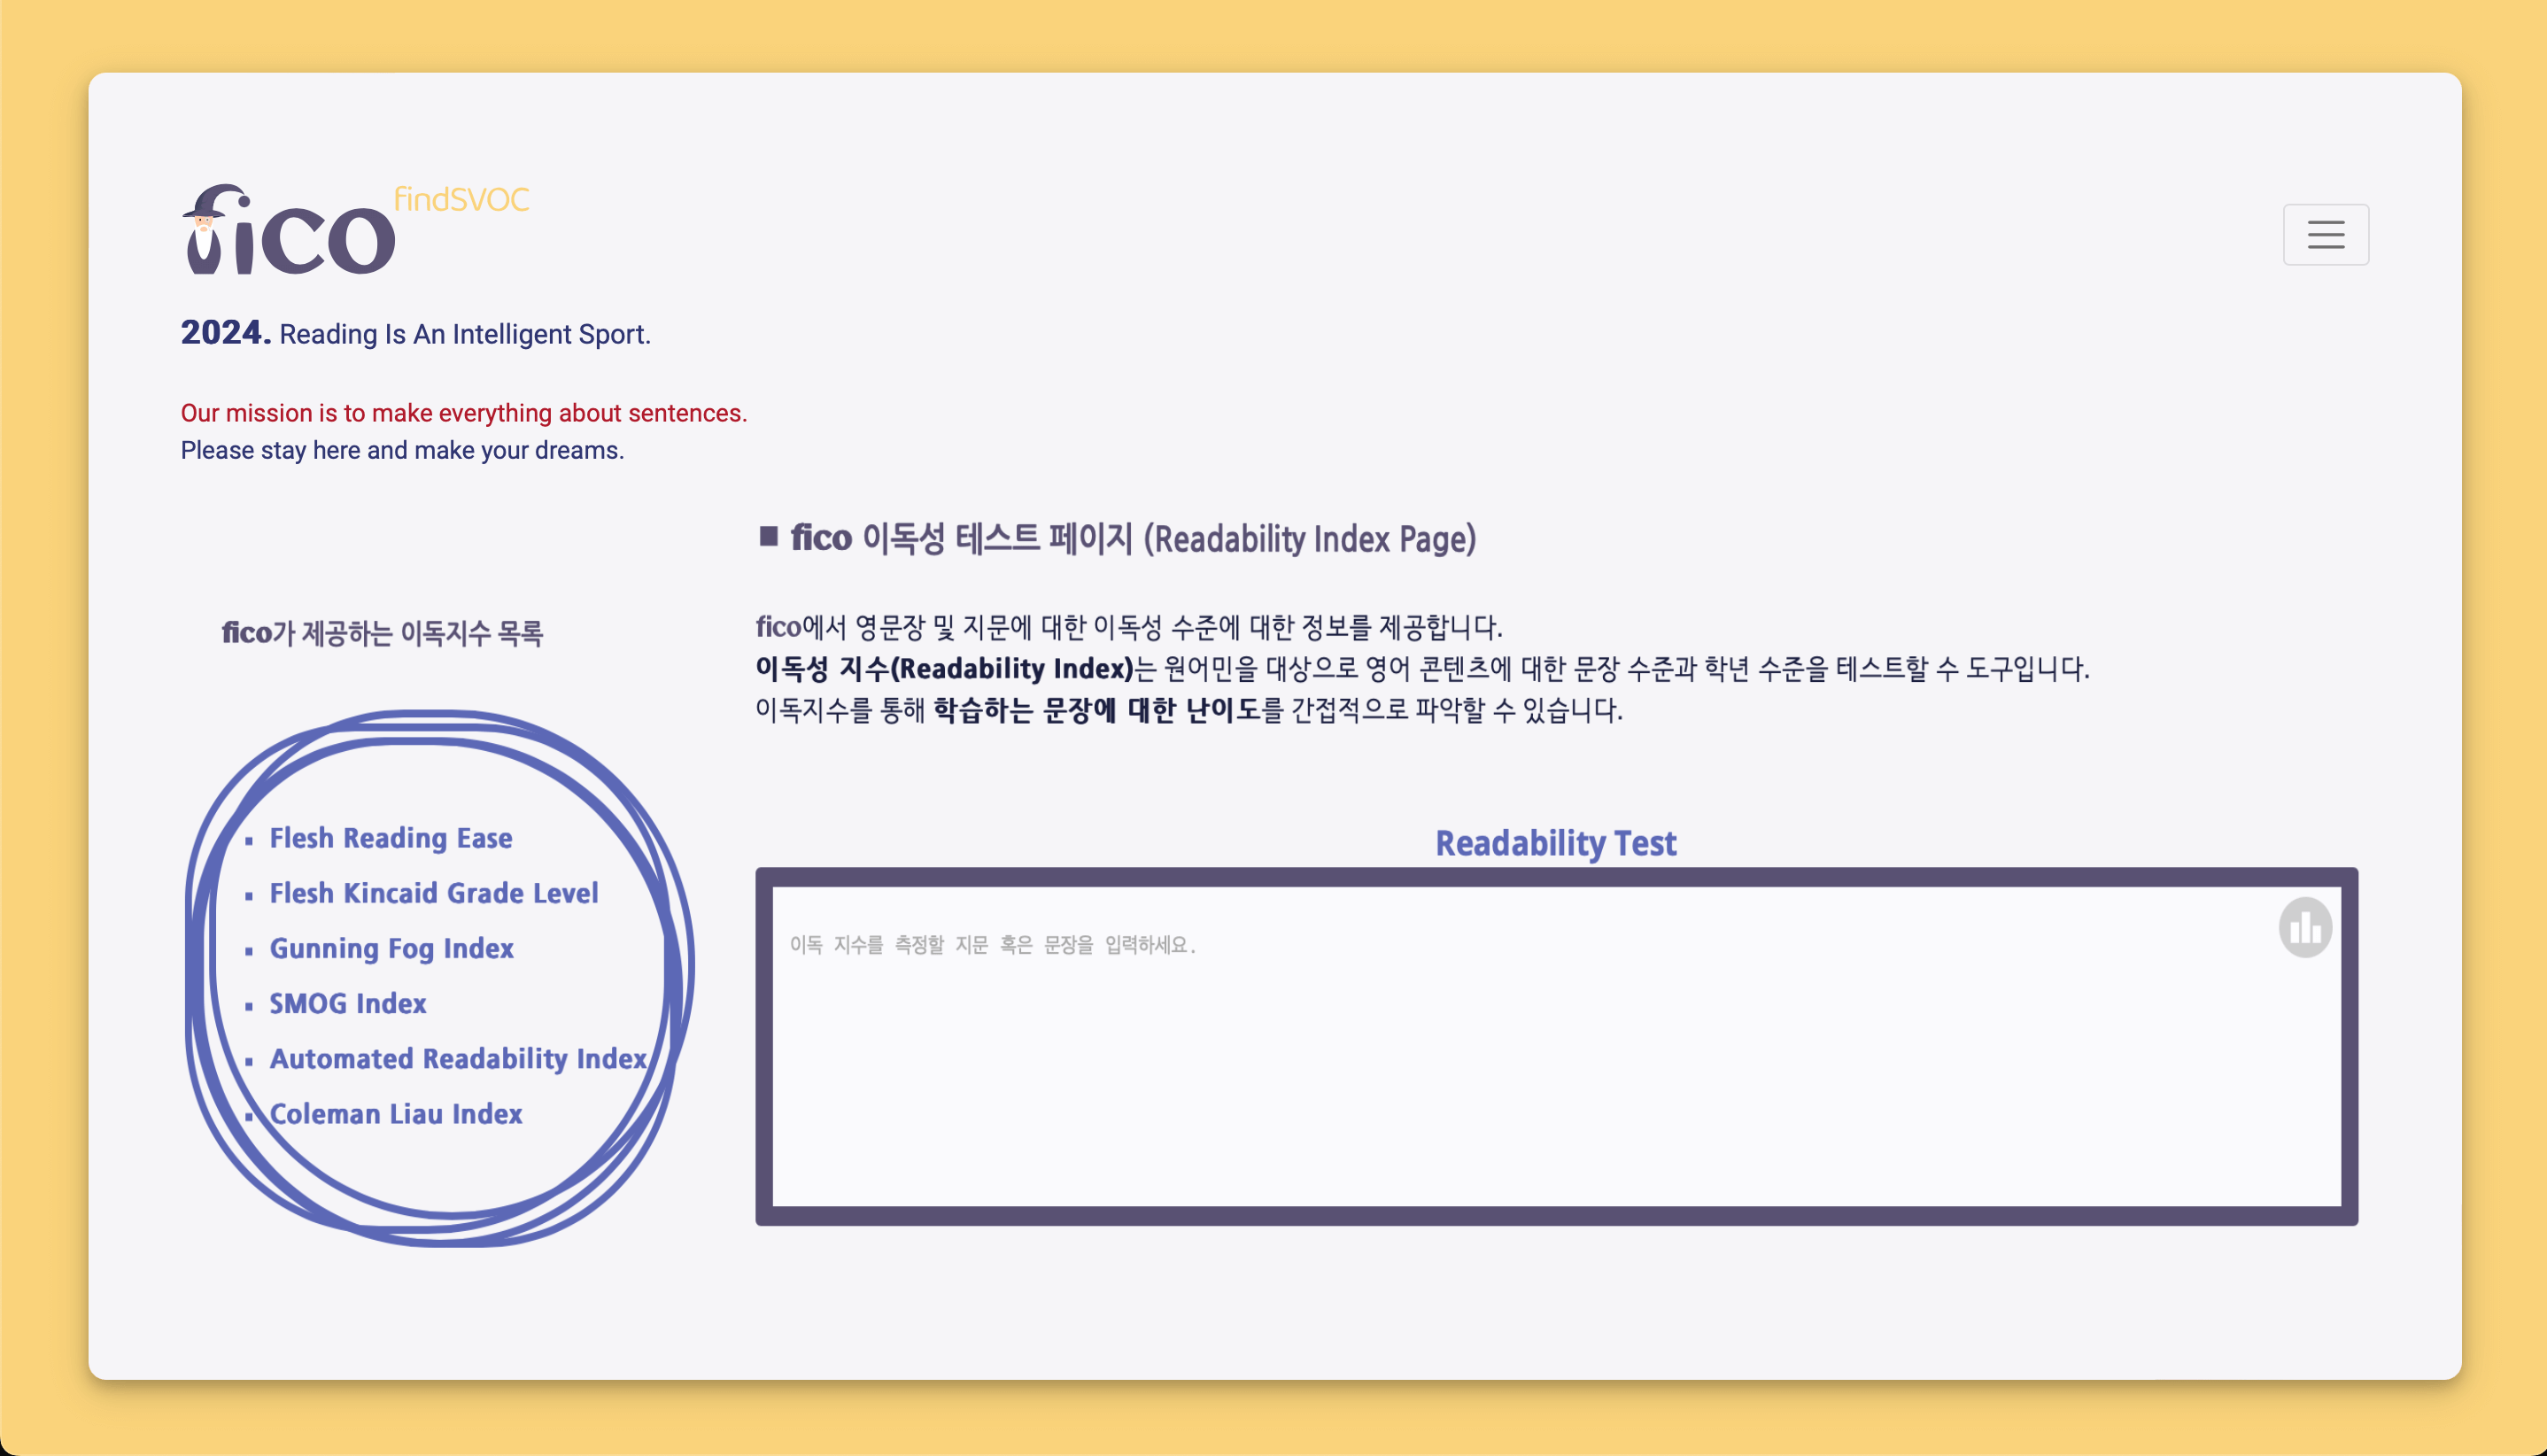 fico findSVOC
2024. Reading Is An Intelligent Sport.
Our mission is to make everything about sentences.
Please stay here and make your dreams.
■ fico 이독성 테스트 페이지 (Readability Index Page)
fico에서 영문장 및 지문에 대한 이독성 수준에 대한 정보를 제공합니다.
이독성 지수(Readability Index)는 원어민을 대상으로 영어 콘텐츠에 대한 문장 수준과 학년 수준을 테스트할 수 도구입니다.
이독지수를 통해 학습하는 문장에 대한 난이도를 간접적으로 파악할 수 있습니다.
fico가 제공하는 이독지수 목록
▪ Flesh Reading Ease
▪ Flesh Kincaid Grade Level
▪ Gunning Fog Index
▪ SMOG Index
▪ Automated Readability Index
▪ Coleman Liau Index
Readability Test
이독 지수를 측정할 지문 혹은 문장을 입력하세요.